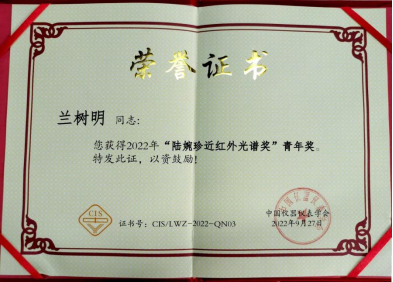 荣誉证书
兰树明 同志：
您获得2022年“陆婉珍近红外光谱奖”青年奖。
特发此证，以资鼓励！
CIS
证书号：CIS/LWZ-2022-QN03
中国仪器仪表学会
2022年9月27日